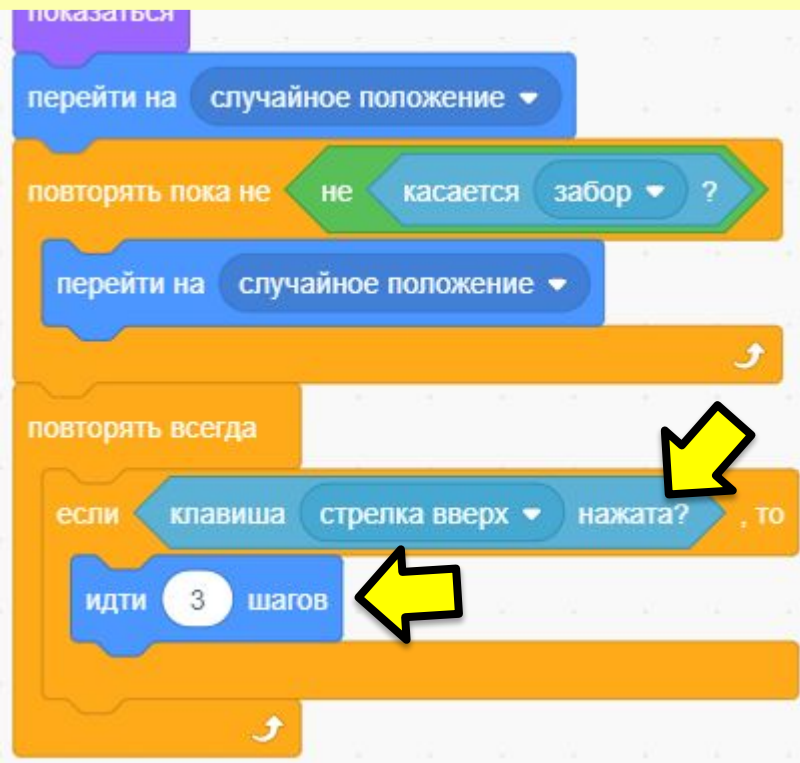 показаться
перейти на случайное положение
повторять пока не не касается забор ?
перейти на случайное положение
повторять всегда
если клавиша стрелка вверх нажата? , то
идти 3 шагов